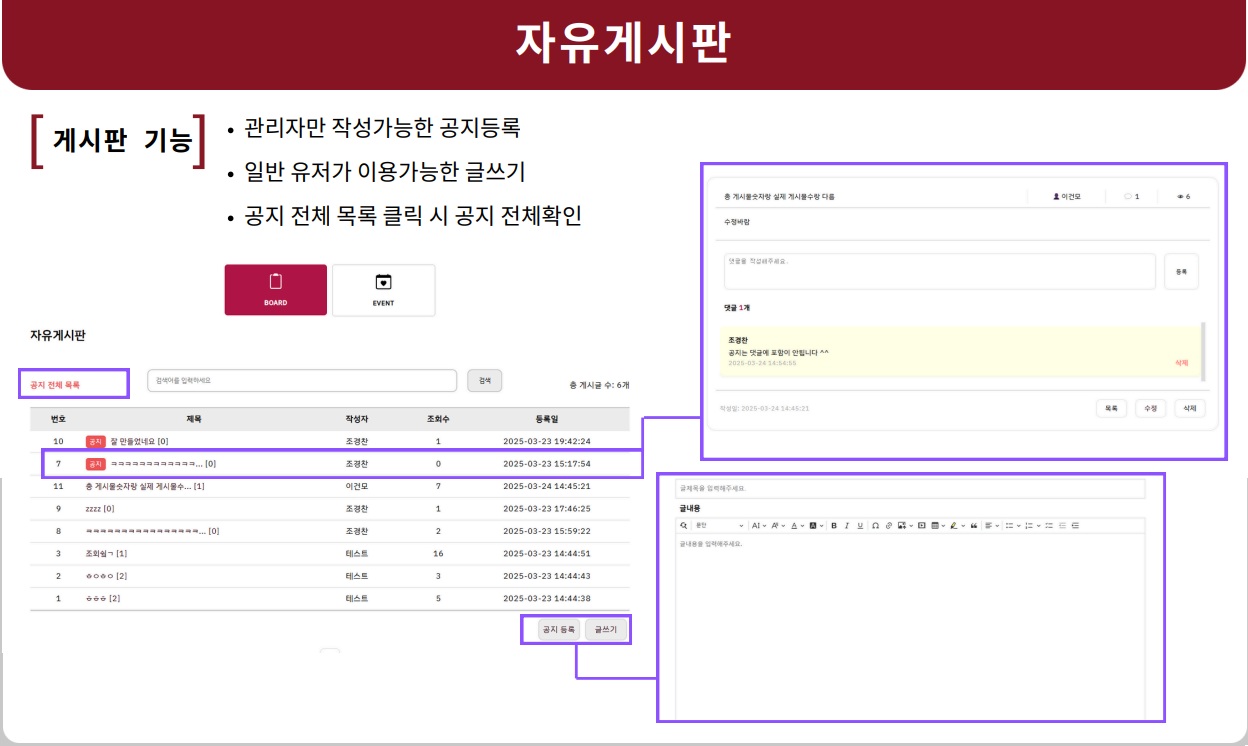 자유게시판
[게시판 기능]
• 관리자만 작성가능한 공지등록
• 일반 유저가 이용가능한 글쓰기
• 공지 전체 목록 클릭 시 공지 전체확인
BOARD
EVENT
자유게시판
공지 전체 목록
검색어를 입력하세요
검색
총 게시글 수: 6개
번호 제목 작성자 조회수 등록일
10 공지 잘 만들었네요 [0] 조경찬 1 2025-03-23 19:42:24
7 공지 ㅋㅋㅋㅋㅋㅋㅋㅋㅋㅋㅋㅋ... [0] 조경찬 0 2025-03-23 15:17:54
11 총 게시물숫자랑 실제 게시물수... [1] 이건모 7 2025-03-24 14:45:21
9 zzzz [0] 조경찬 1 2025-03-23 17:46:25
8 ㅋㅋㅋㅋㅋㅋㅋㅋㅋㅋㅋㅋㅋㅋㅋ... [0] 조경찬 2 2025-03-23 15:59:22
3 조회쉴ㄱ [1] 테스트 16 2025-03-23 14:44:51
2 ㅎㅇㅎㅇ [2] 테스트 3 2025-03-23 14:44:43
1 ㅎㅎㅎ [2] 테스트 5 2025-03-23 14:44:38
공지 등록
글쓰기
총 게시물숫자랑 실제 게시물수랑 다름
이건모
1
6
수정바람
댓글을 작성해주세요.
등록
댓글 1개
조경찬
공지는 댓글에 포함이 안됩니다 ^^
2025-03-24 14:54:55
삭제
작성일: 2025-03-24 14:45:21
목록
수정
삭제
글제목을 입력해주세요.
글내용
문단
글내용을 입력해주세요.